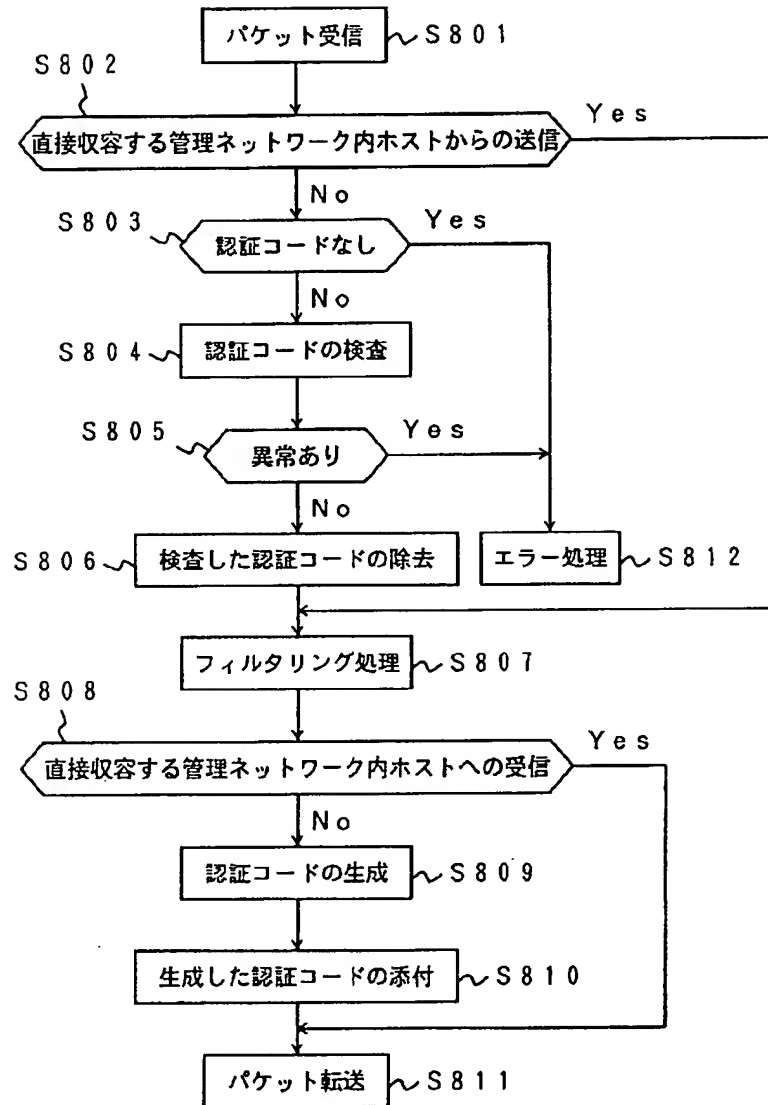 パケット受信 S801
S802
直接収容する管理ネットワーク内ホストからの送信 Yes
No
S803 認証コードなし Yes
No
S804 認証コードの検査
S805 異常あり Yes
No
S806 検査した認証コードの除去 エラー処理 S812
フィルタリング処理 S807
S808
直接収容する管理ネットワーク内ホストへの受信 Yes
No
認証コードの生成 S809
生成した認証コードの添付 S810
パケット転送 S811